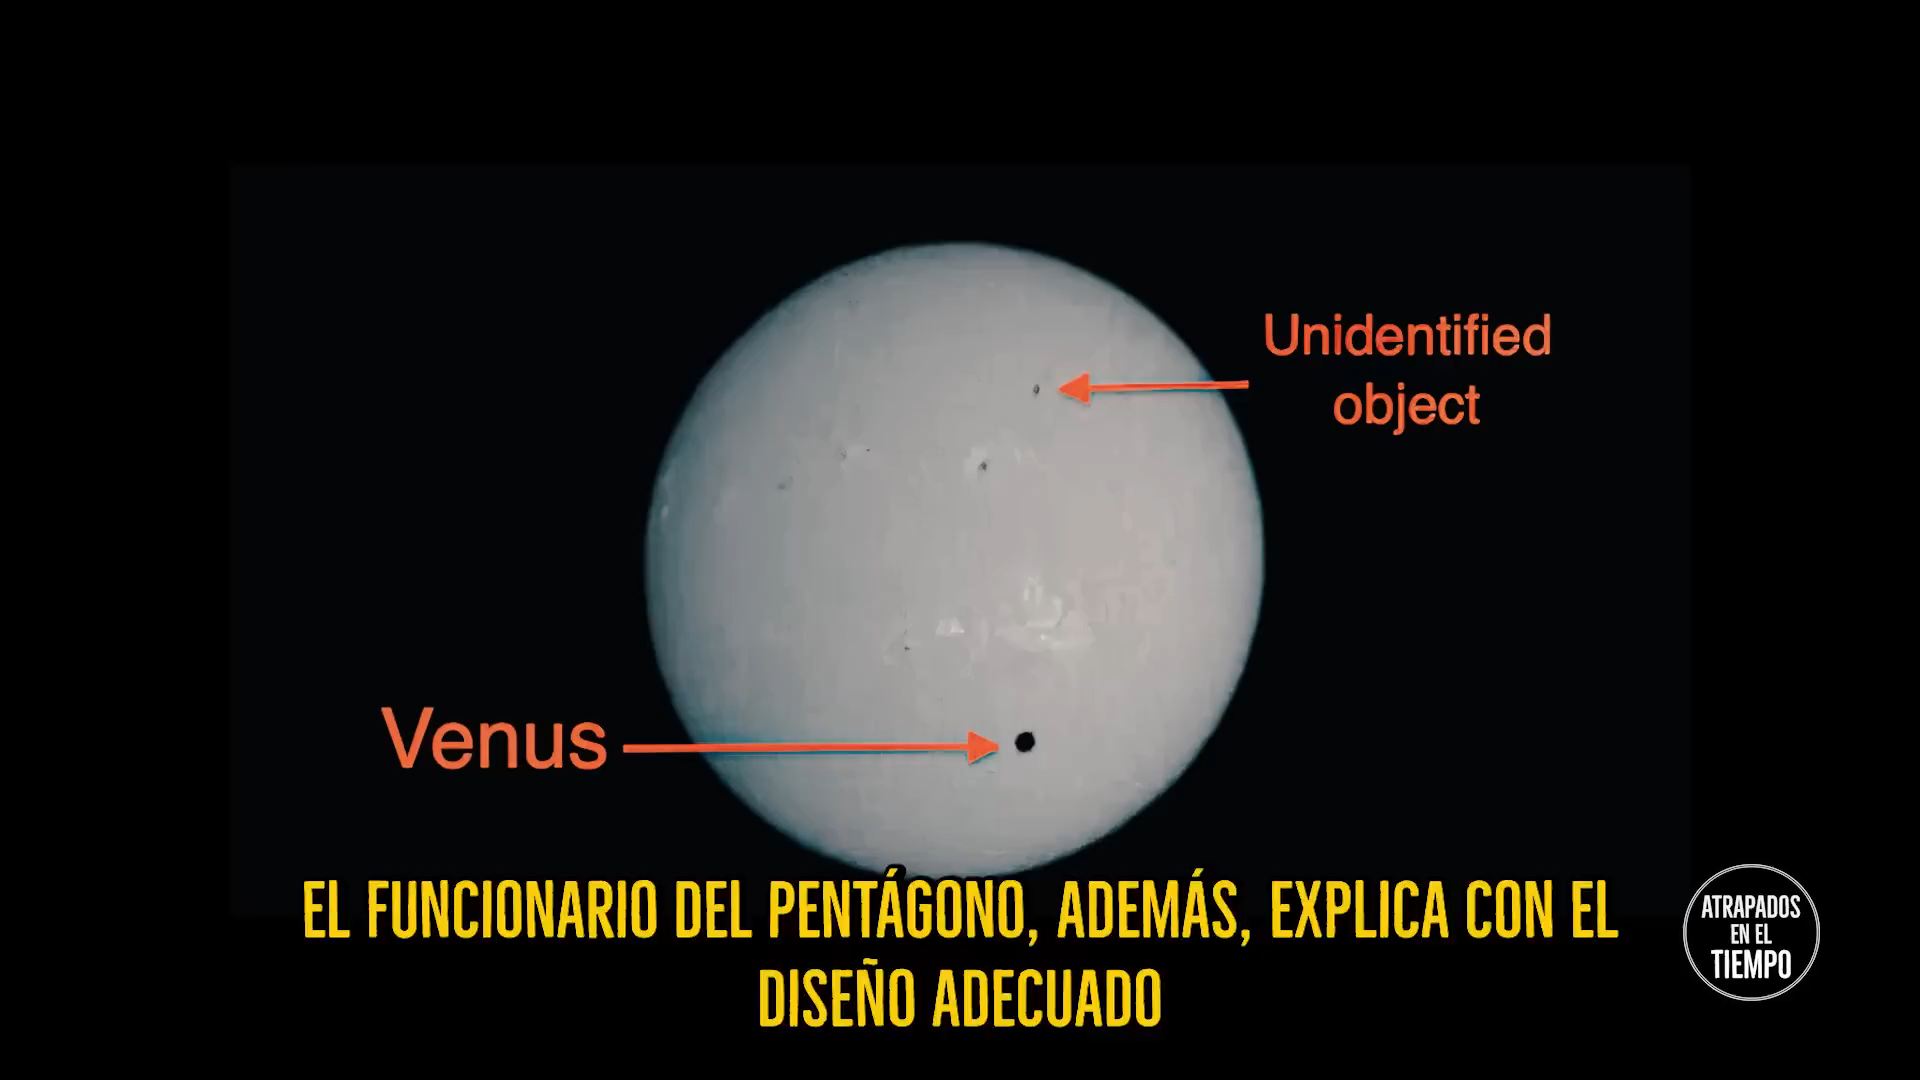 Unidentified
object
Venus
EL FUNCIONARIO DEL PENTÁGONO, ADEMÁS, EXPLICA CON EL
DISEÑO ADECUADO
ATRAPADOS
EN EL
TIEMPO